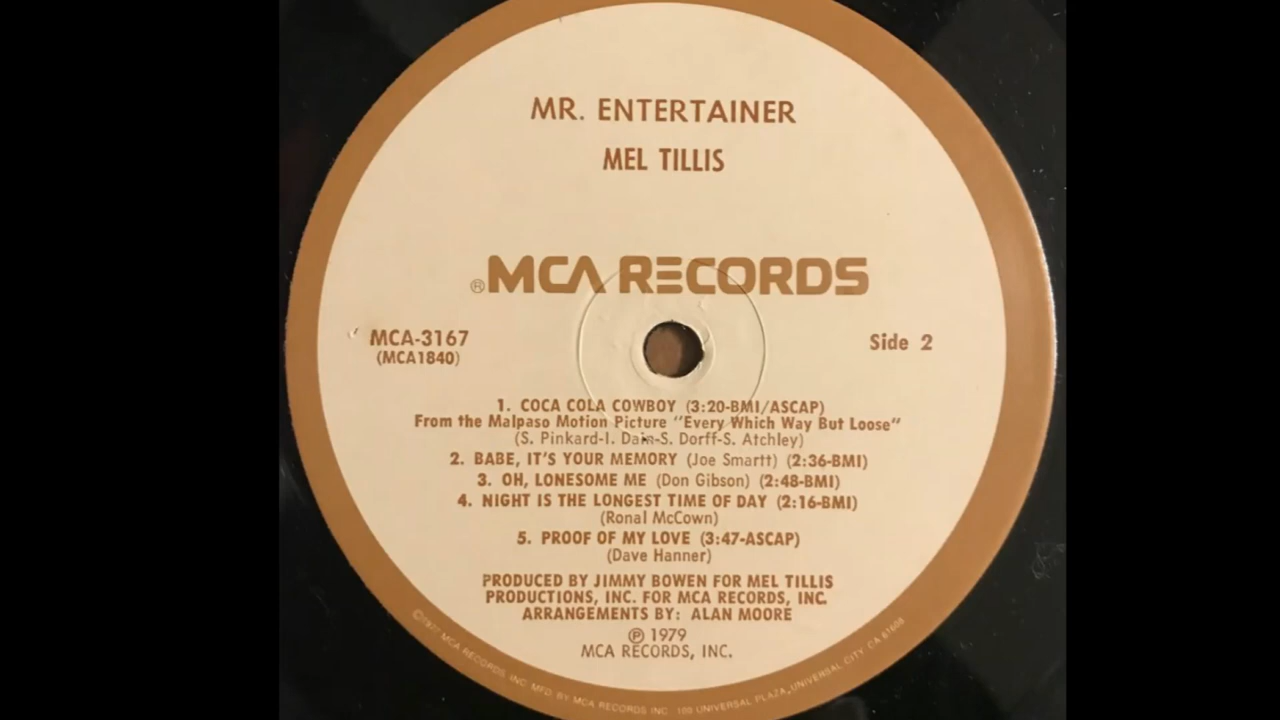 MR. ENTERTAINER
MEL TILLIS
®MCA RECORDS
MCA-3167
(MCA1840)
Side 2
1. COCA COLA COWBOY (3:20-BMI/ASCAP)
From the Malpaso Motion Picture "Every Which Way But Loose"
(S. Pinkard-I. Dain-S. Dorff-S. Atchley)
2. BABE, IT'S YOUR MEMORY (Joe Smartt) (2:36-BMI)
3. OH, LONESOME ME (Don Gibson) (2:48-BMI)
4. NIGHT IS THE LONGEST TIME OF DAY (2:16-BMI)
(Ronal McCown)
5. PROOF OF MY LOVE (3:47-ASCAP)
(Dave Hanner)
PRODUCED BY JIMMY BOWEN FOR MEL TILLIS
PRODUCTIONS, INC. FOR MCA RECORDS, INC.
ARRANGEMENTS BY: ALAN MOORE
℗ 1979
MCA RECORDS, INC.
©1977 MCA RECORDS, INC. MFD. BY MCA RECORDS INC. 100 UNIVERSAL PLAZA, UNIVERSAL CITY, CA 91608